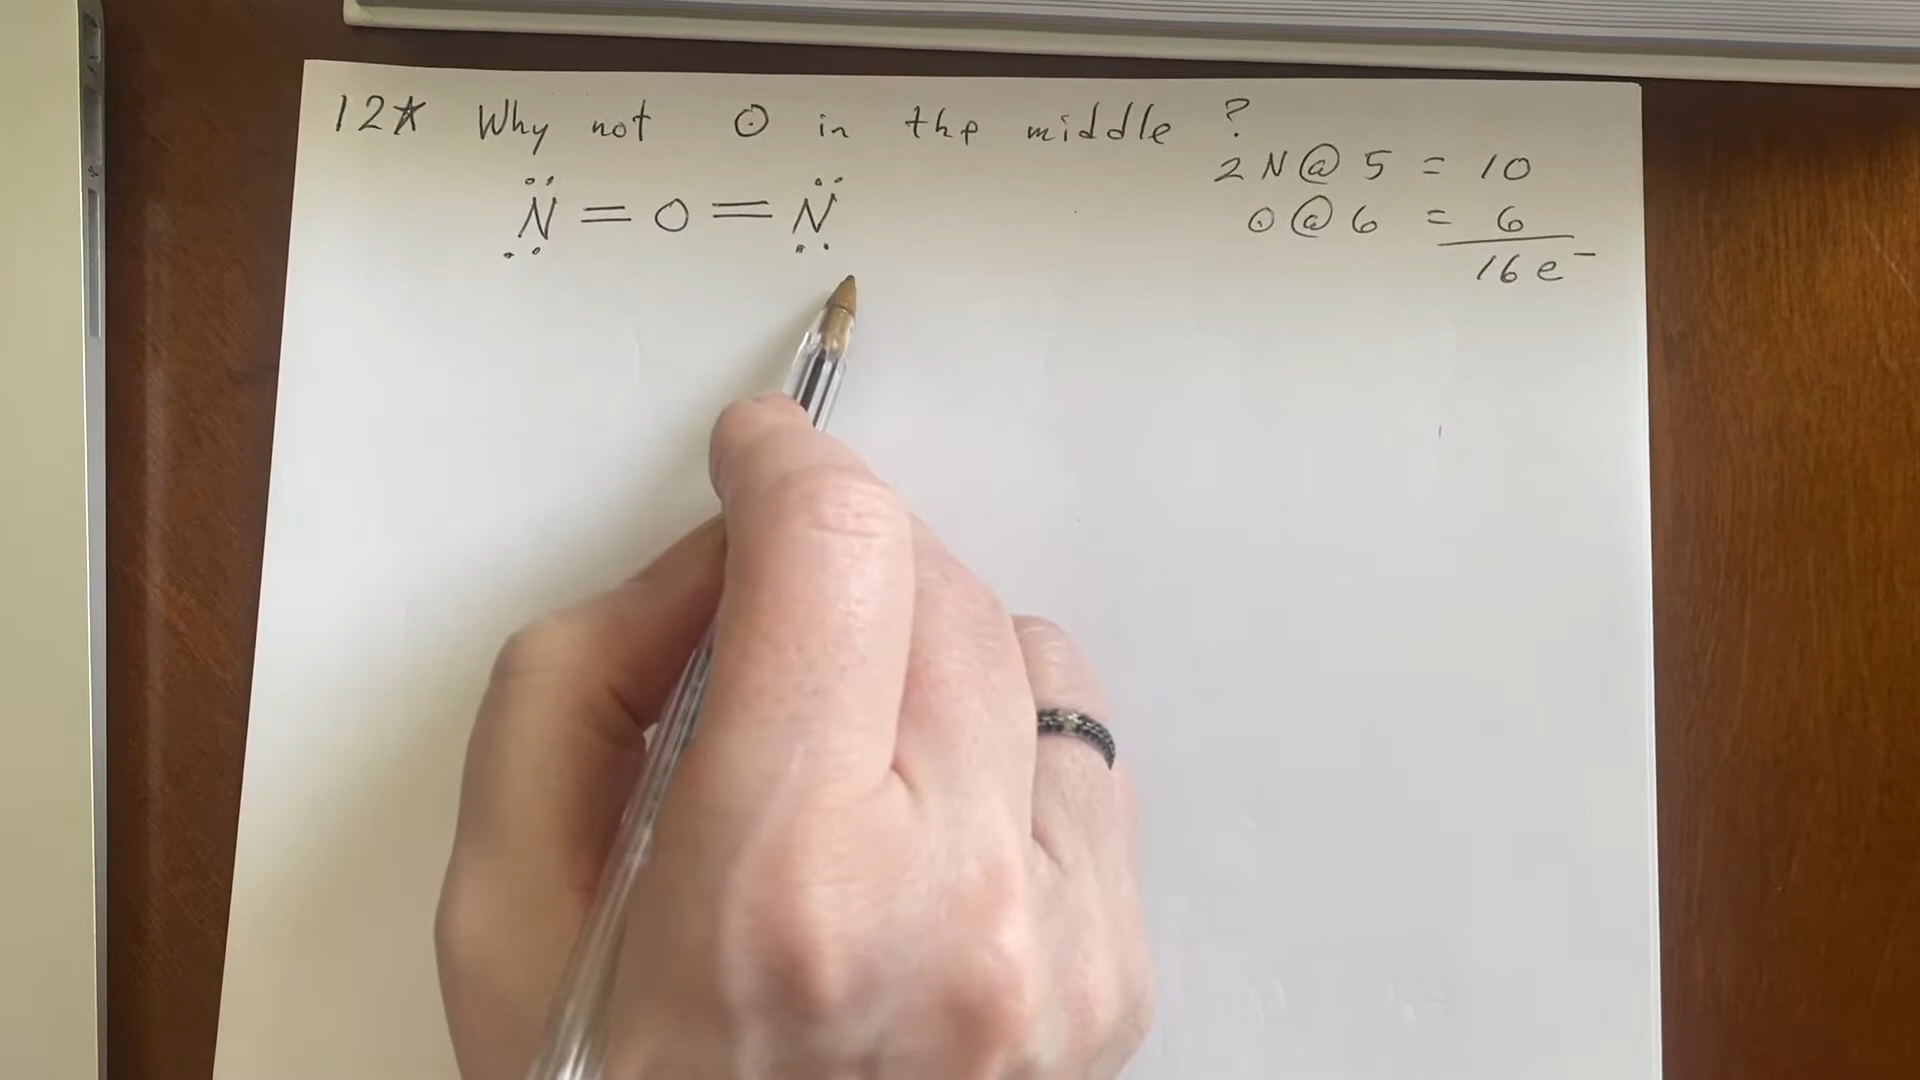 12* Why not O in the middle ?
2 N @ 5 = 10
N = O = N
O @ 6 = 6
16 e⁻